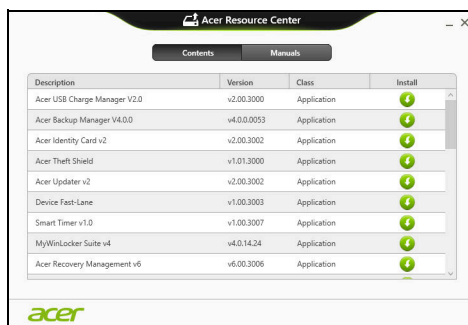 Acer Resource Center
Contents Manuals
Description Version Class Install
Acer USB Charge Manager V2.0 v2.00.3000 Application
Acer Backup Manager V4.0.0 v4.0.0.0053 Application
Acer Identity Card v2 v2.00.3002 Application
Acer Theft Shield v1.01.3000 Application
Acer Updater v2 v2.00.3002 Application
Device Fast-Lane v1.00.3003 Application
Smart Timer v1.0 v1.00.3007 Application
MyWinLocker Suite v4 v4.0.14.24 Application
Acer Recovery Management v6 v6.00.3006 Application
acer